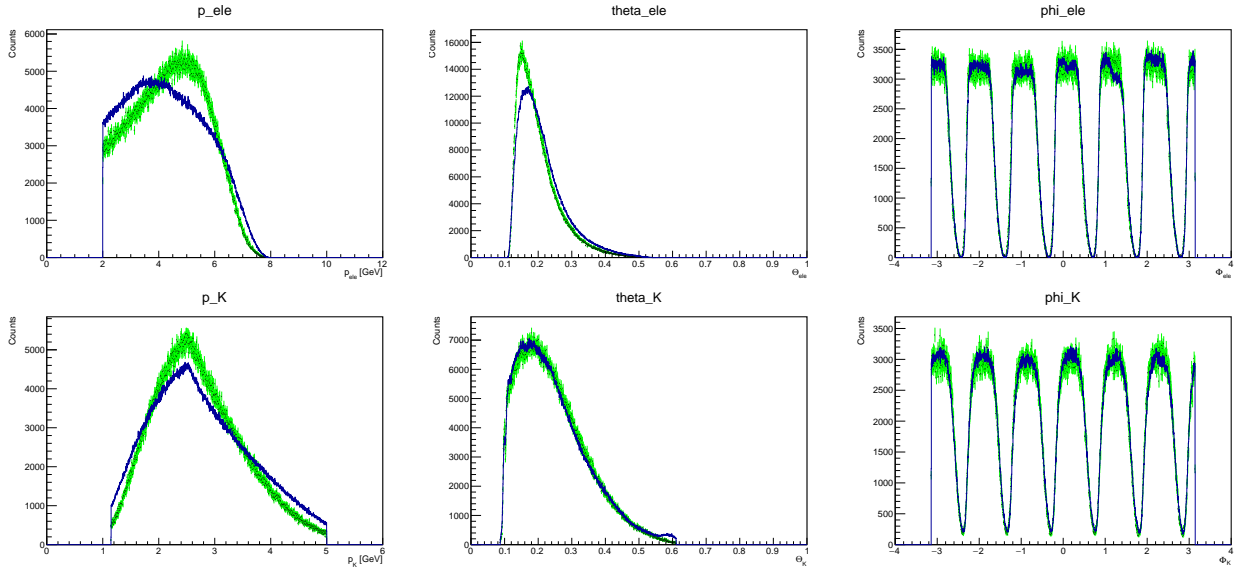 p_ele
Counts
6000
5000
4000
3000
2000
1000
0
0 2 4 6 8 10 12
p_ele [GeV]
theta_ele
Counts
16000
14000
12000
10000
8000
6000
4000
2000
0
0 0.1 0.2 0.3 0.4 0.5 0.6 0.7 0.8 0.9 1
Θ_ele
phi_ele
Counts
3500
3000
2500
2000
1500
1000
500
0
−4 −3 −2 −1 0 1 2 3 4
Φ_ele
p_K
Counts
5000
4000
3000
2000
1000
0
0 1 2 3 4 5 6
p_K [GeV]
theta_K
Counts
7000
6000
5000
4000
3000
2000
1000
0
0 0.1 0.2 0.3 0.4 0.5 0.6 0.7 0.8 0.9 1
Θ_K
phi_K
Counts
3500
3000
2500
2000
1500
1000
500
0
−4 −3 −2 −1 0 1 2 3 4
Φ_K